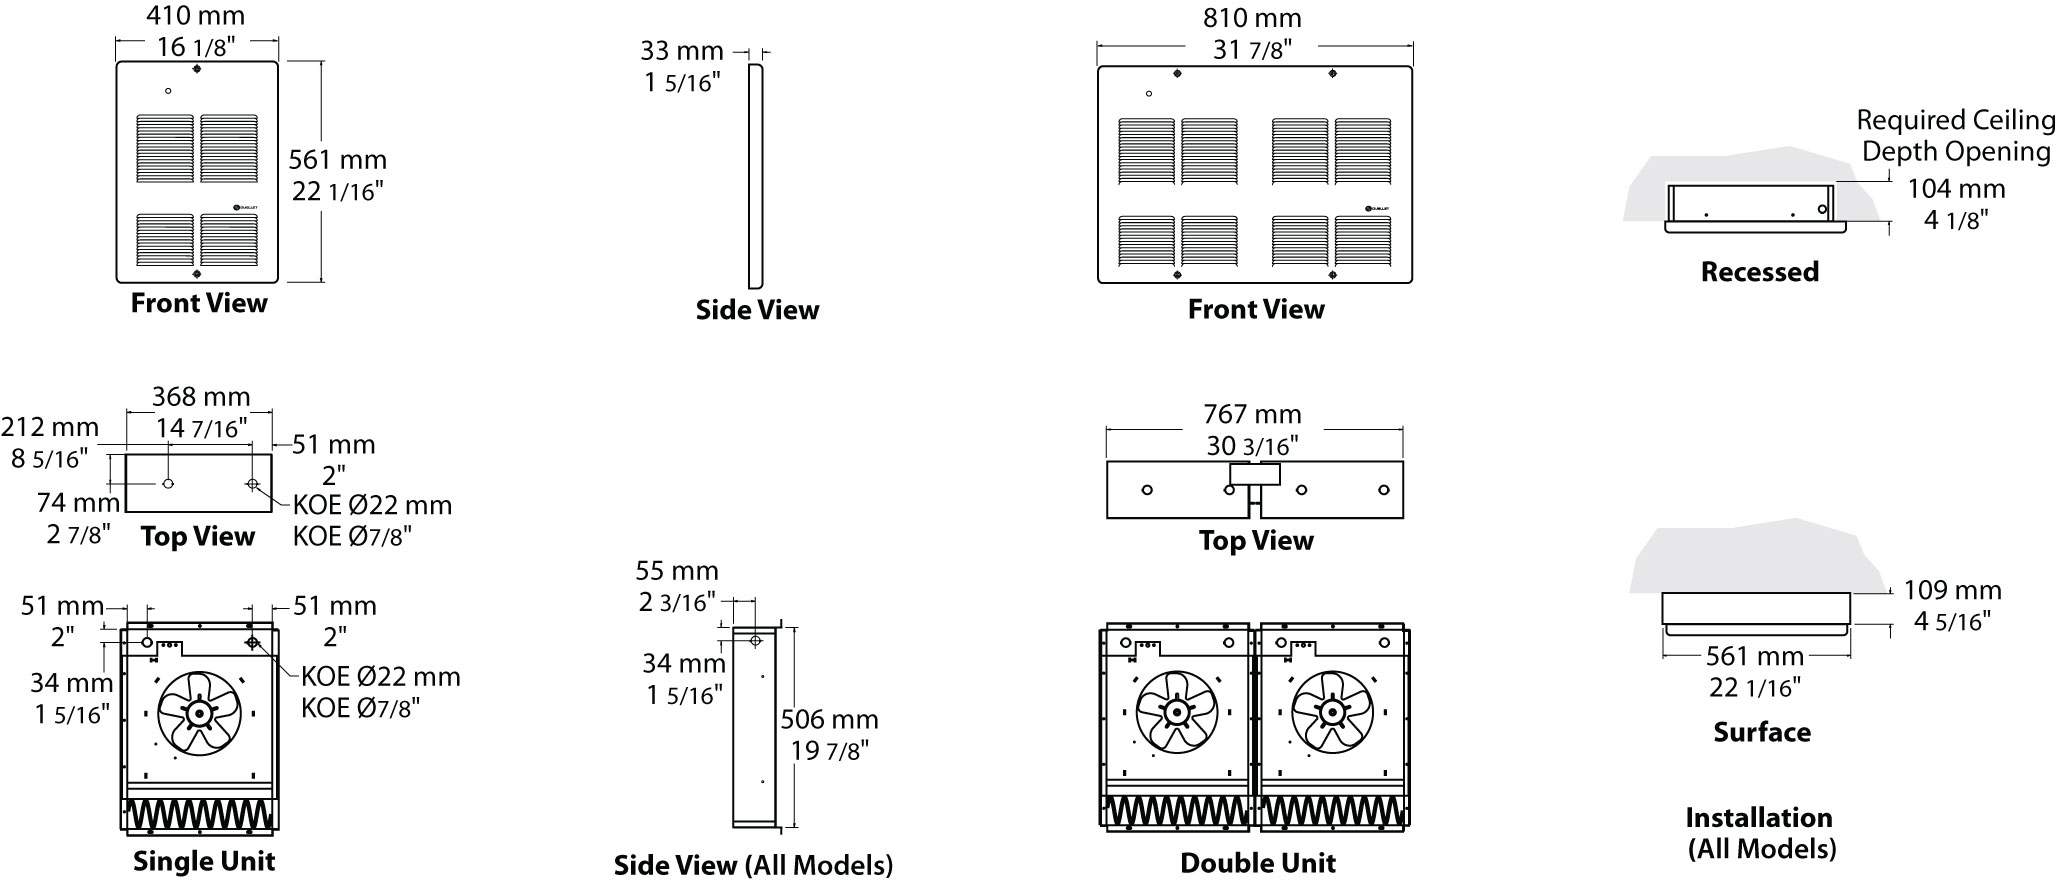 410 mm
16 1/8"
561 mm
22 1/16"
OUELLET
Front View
33 mm
1 5/16"
Side View
810 mm
31 7/8"
OUELLET
Front View
Required Ceiling
Depth Opening
104 mm
4 1/8"
Recessed
368 mm
14 7/16"
212 mm
8 5/16"
51 mm
2"
74 mm
2 7/8"
KOE Ø22 mm
KOE Ø7/8"
Top View
767 mm
30 3/16"
Top View
51 mm
2"
51 mm
2"
34 mm
1 5/16"
KOE Ø22 mm
KOE Ø7/8"
Single Unit
55 mm
2 3/16"
34 mm
1 5/16"
506 mm
19 7/8"
Side View (All Models)
Double Unit
109 mm
4 5/16"
561 mm
22 1/16"
Surface
Installation
(All Models)